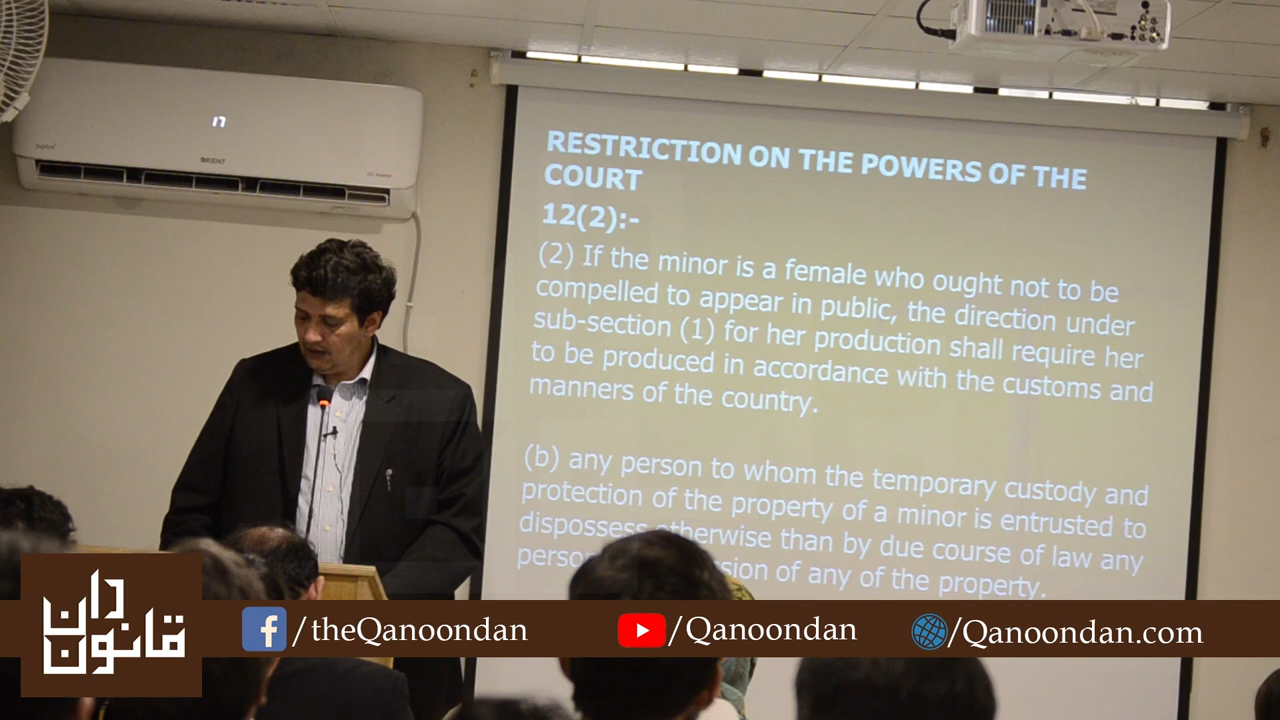 RESTRICTION ON THE POWERS OF THE
COURT
12(2):-
(2) If the minor is a female who ought not to be
compelled to appear in public, the direction under
sub-section (1) for her production shall require her
to be produced in accordance with the customs and
manners of the country.
(b) any person to whom the temporary custody and
protection of the property of a minor is entrusted to
dispossess otherwise than by due course of law any
person of any of the property.
ORIENT
قانون دان
/theQanoondan
/Qanoondan
/Qanoondan.com